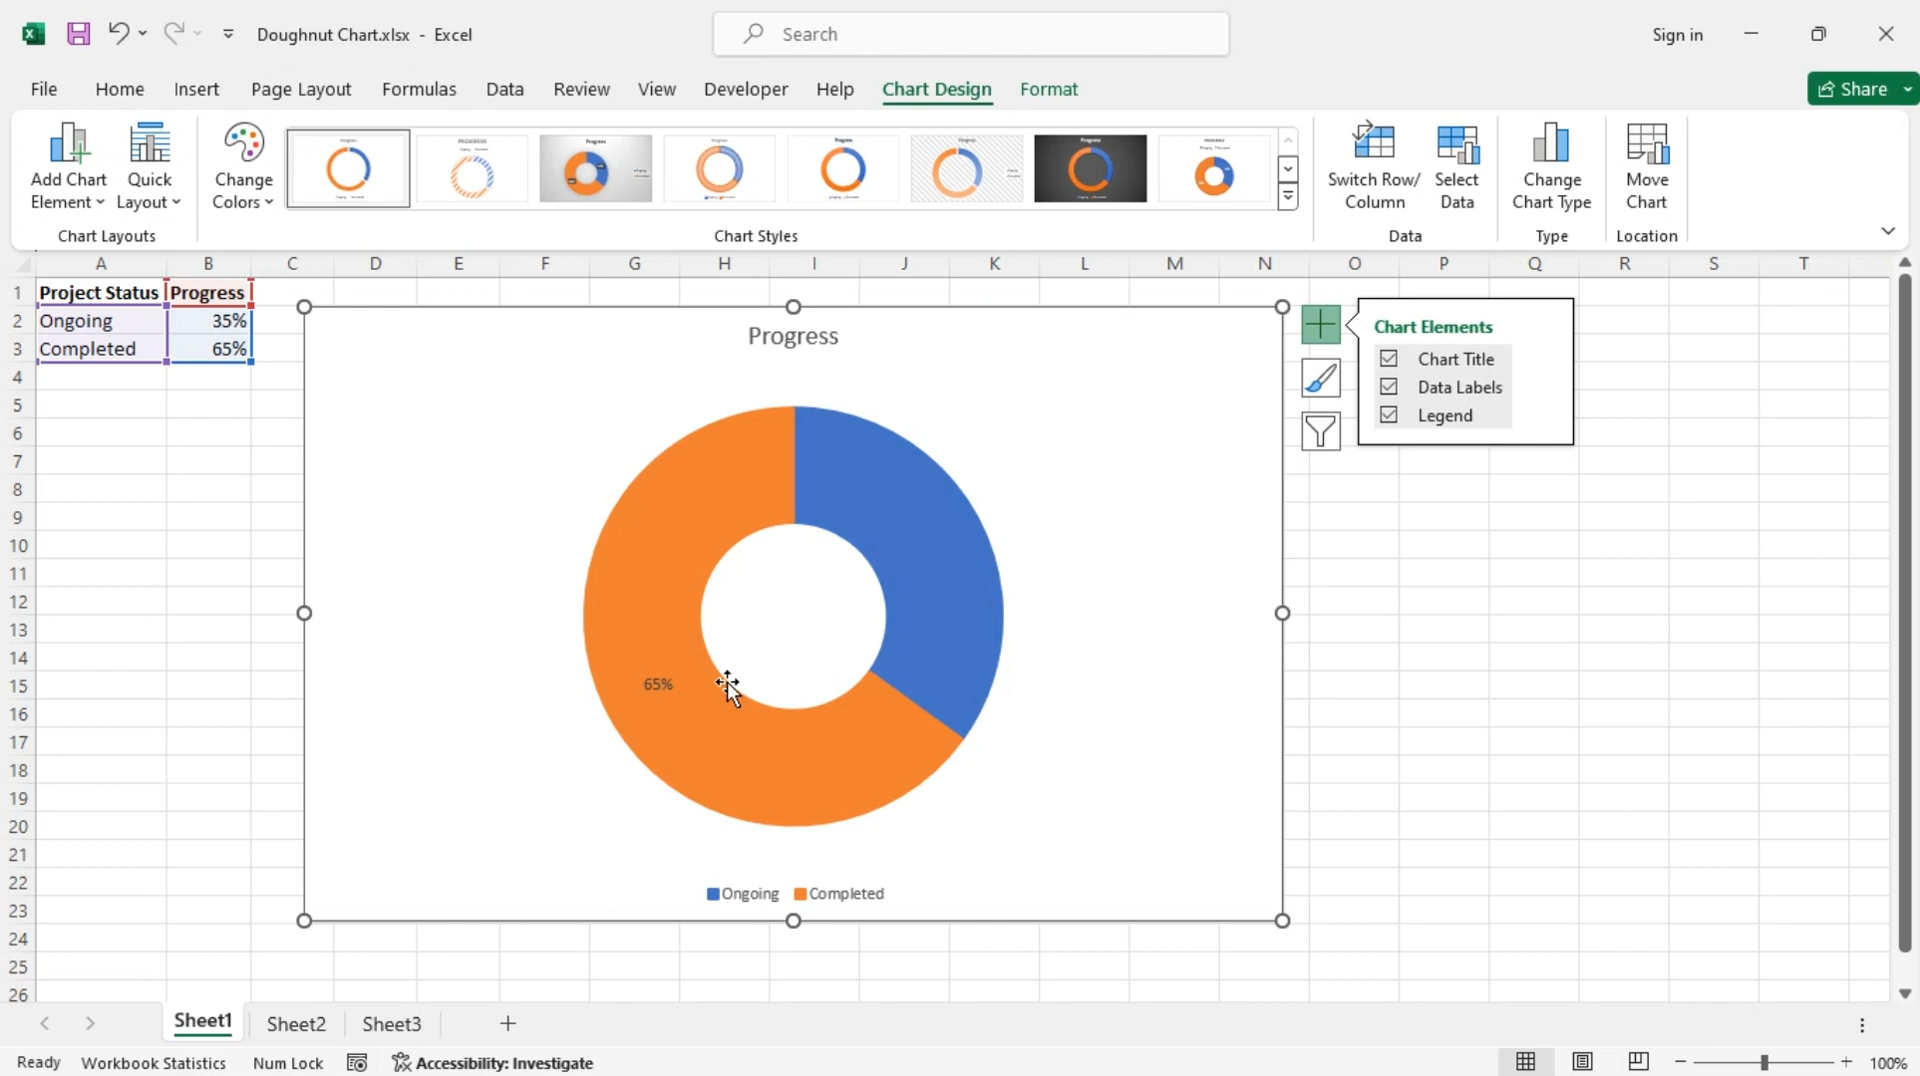 Doughnut Chart.xlsx - Excel
Search
Sign in
File Home Insert Page Layout Formulas Data Review View Developer Help Chart Design Format
Share
Add Chart Element
Quick Layout
Change Colors
Switch Row/ Column
Select Data
Change Chart Type
Move Chart
Chart Layouts
Chart Styles
Data
Type
Location
A B C D E F G H I J K L M N O P Q R S T
1 Project Status Progress
2 Ongoing 35%
3 Completed 65%
4
5
6
7
8
9
10
11
12
13
14
15
16
17
18
19
20
21
22
23
24
25
26
Progress
65%
Ongoing Completed
Chart Elements
Chart Title
Data Labels
Legend
Sheet1 Sheet2 Sheet3
Ready Workbook Statistics Num Lock Accessibility: Investigate
100%